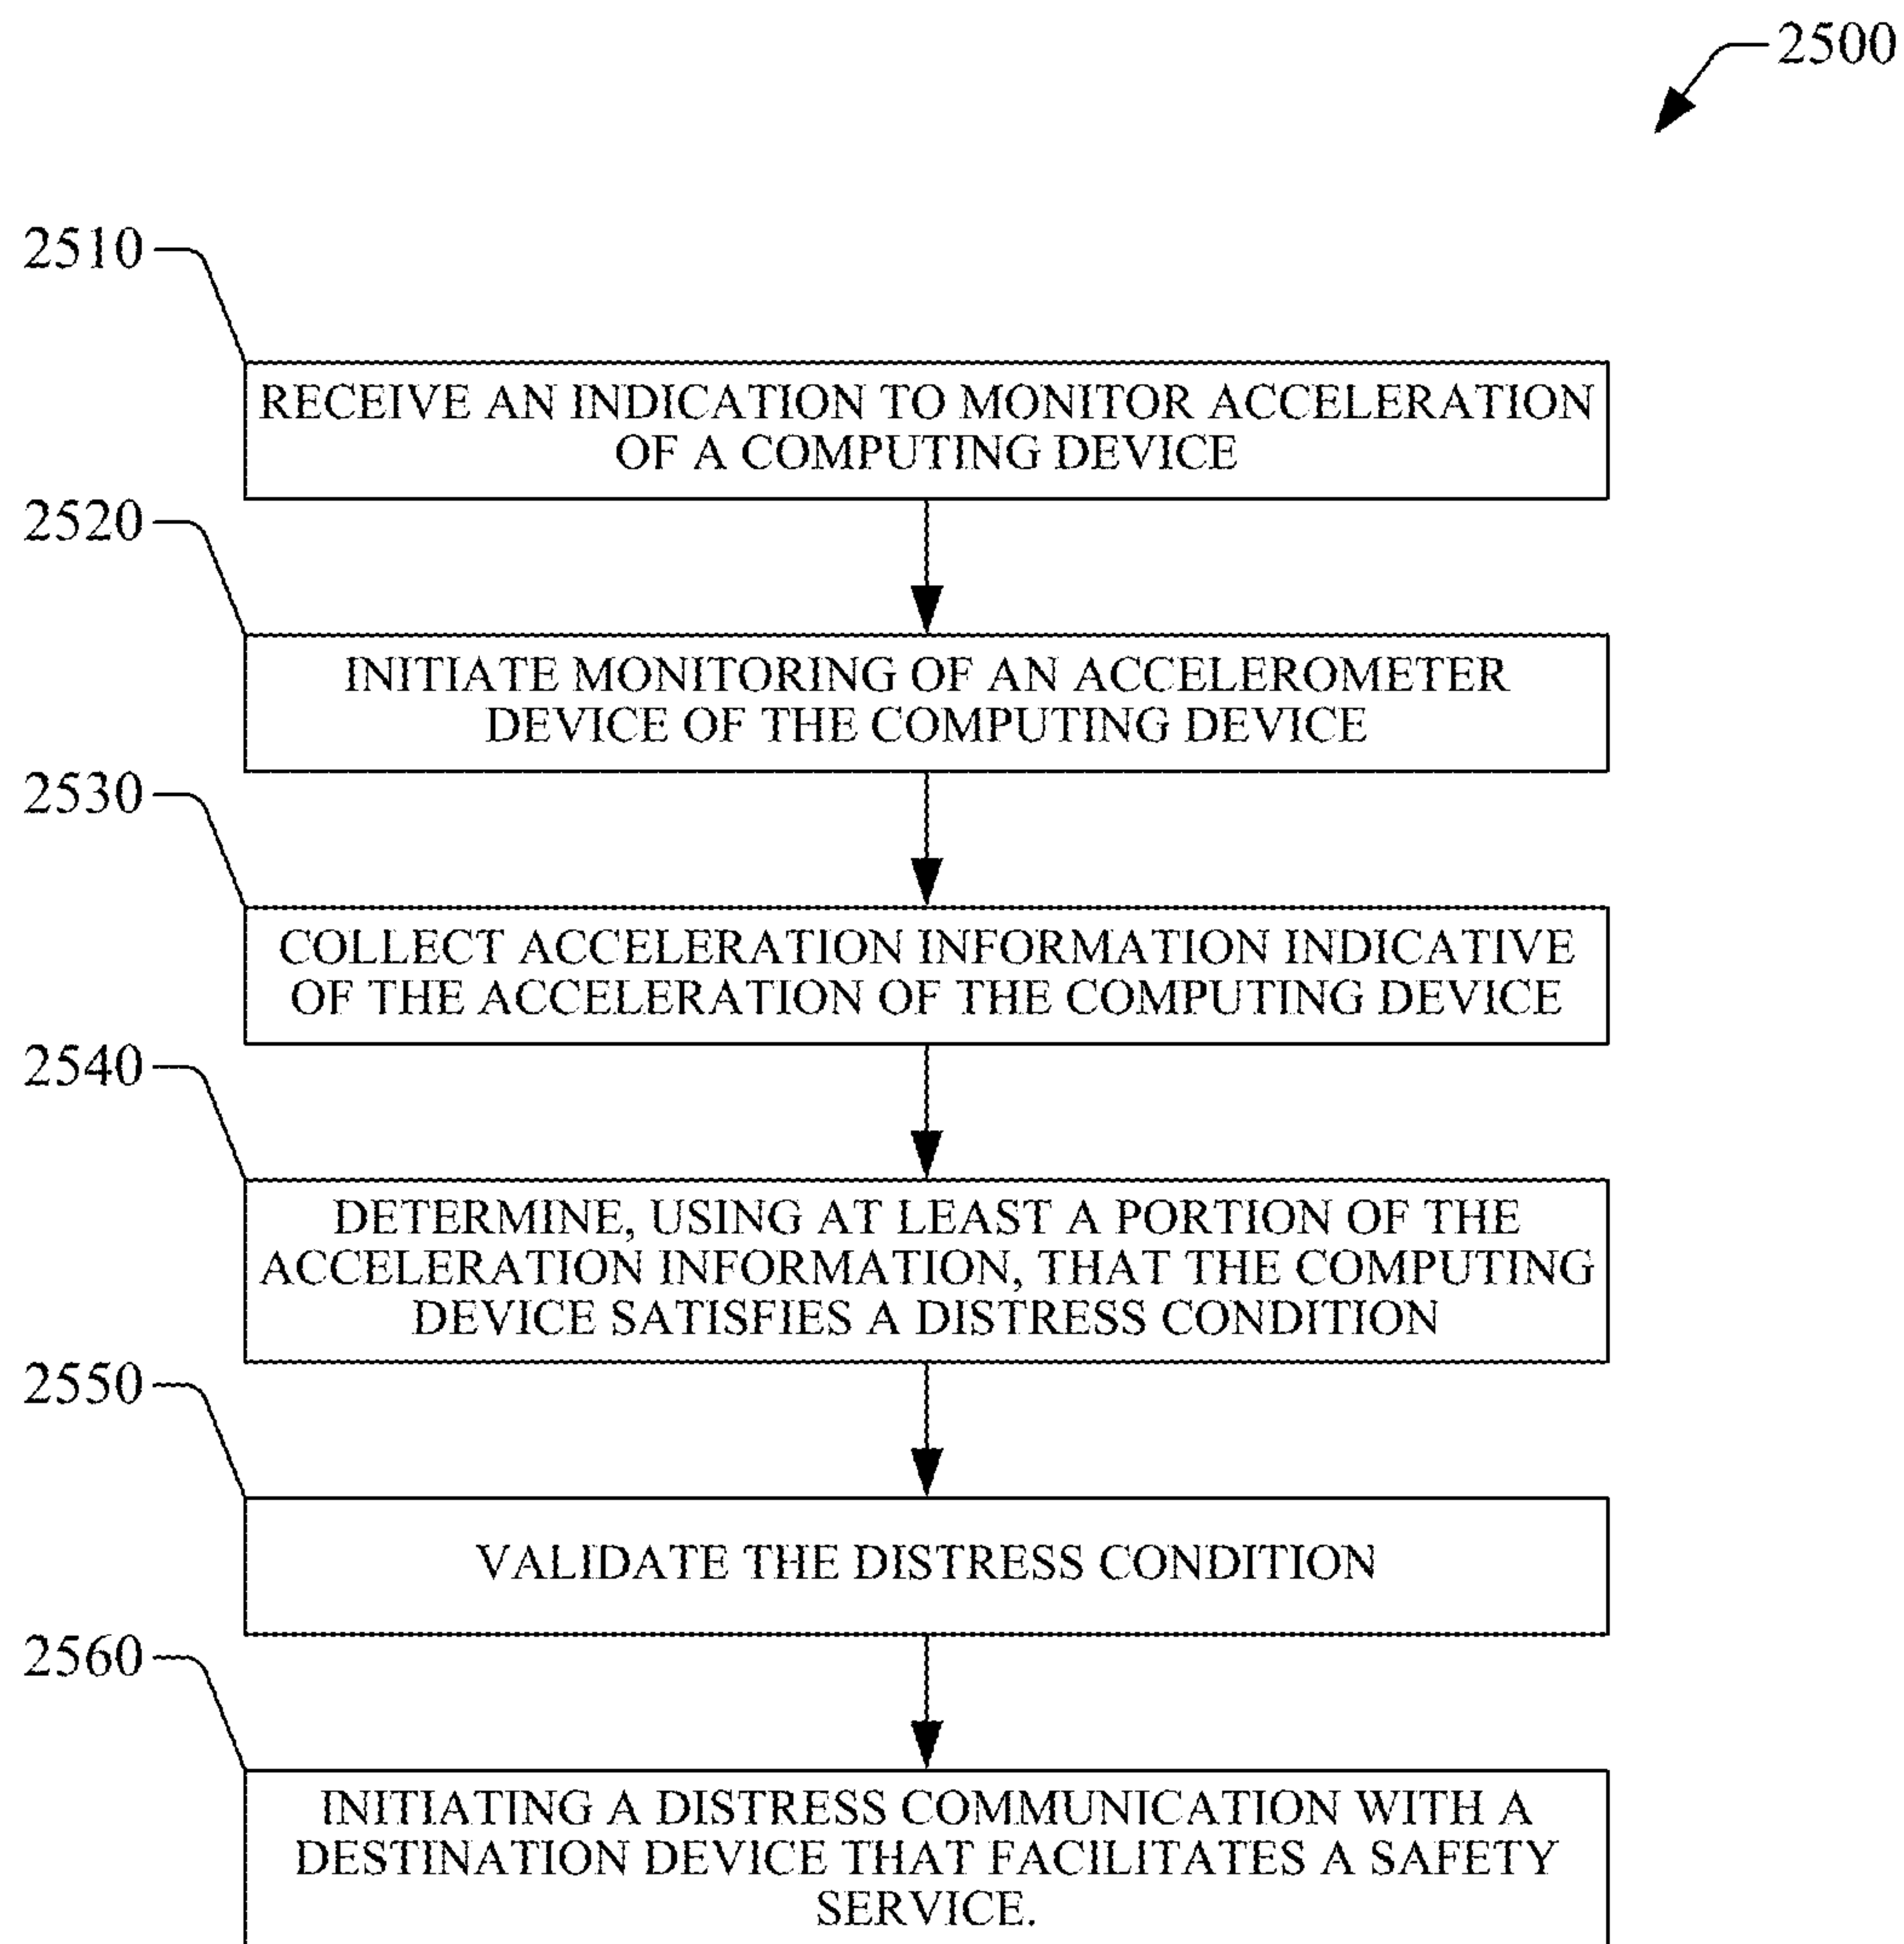 2500
2510
RECEIVE AN INDICATION TO MONITOR ACCELERATION
OF A COMPUTING DEVICE
2520
INITIATE MONITORING OF AN ACCELEROMETER
DEVICE OF THE COMPUTING DEVICE
2530
COLLECT ACCELERATION INFORMATION INDICATIVE
OF THE ACCELERATION OF THE COMPUTING DEVICE
2540
DETERMINE, USING AT LEAST A PORTION OF THE
ACCELERATION INFORMATION, THAT THE COMPUTING
DEVICE SATISFIES A DISTRESS CONDITION
2550
VALIDATE THE DISTRESS CONDITION
2560
INITIATING A DISTRESS COMMUNICATION WITH A
DESTINATION DEVICE THAT FACILITATES A SAFETY
SERVICE.